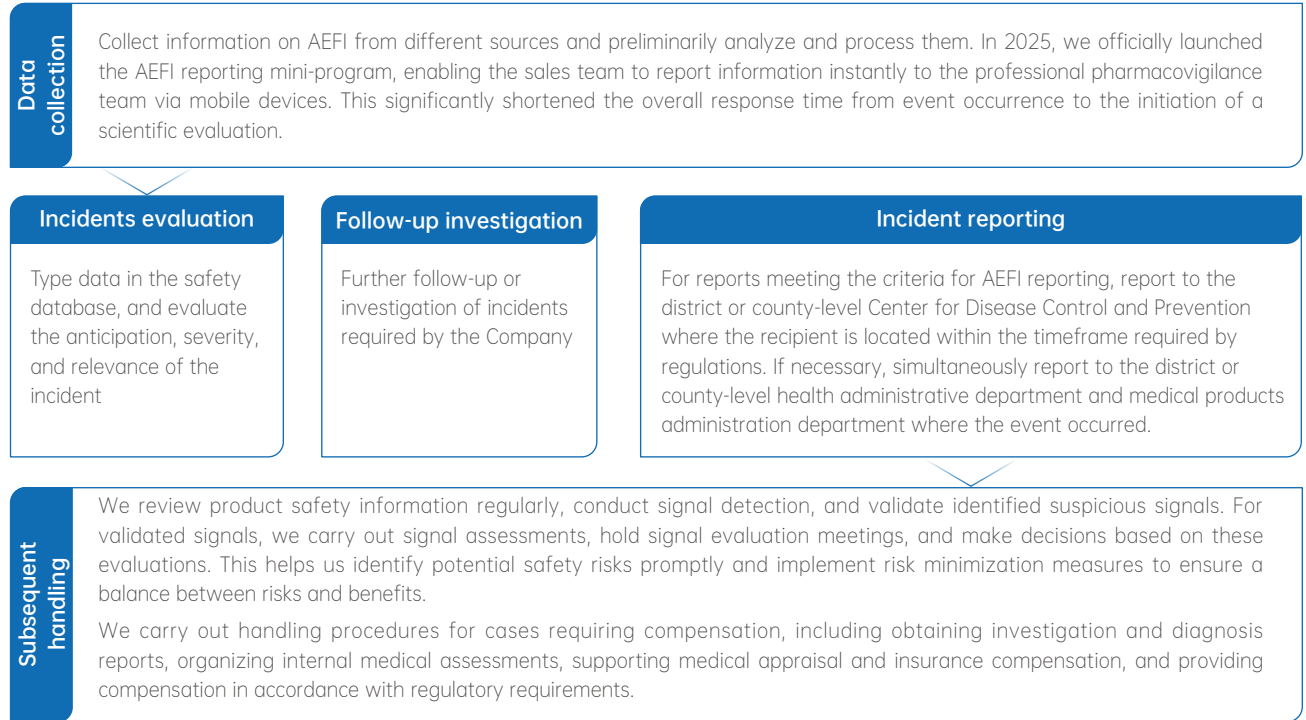 Data
collection
Collect information on AEFI from different sources and preliminarily analyze and process them. In 2025, we officially launched
the AEFI reporting mini-program, enabling the sales team to report information instantly to the professional pharmacovigilance
team via mobile devices. This significantly shortened the overall response time from event occurrence to the initiation of a
scientific evaluation.
Incidents evaluation
Type data in the safety
database, and evaluate
the anticipation, severity,
and relevance of the
incident
Follow-up investigation
Further follow-up or
investigation of incidents
required by the Company
Incident reporting
For reports meeting the criteria for AEFI reporting, report to the
district or county-level Center for Disease Control and Prevention
where the recipient is located within the timeframe required by
regulations. If necessary, simultaneously report to the district or
county-level health administrative department and medical products
administration department where the event occurred.
Subsequent
handling
We review product safety information regularly, conduct signal detection, and validate identified suspicious signals. For
validated signals, we carry out signal assessments, hold signal evaluation meetings, and make decisions based on these
evaluations. This helps us identify potential safety risks promptly and implement risk minimization measures to ensure a
balance between risks and benefits.
We carry out handling procedures for cases requiring compensation, including obtaining investigation and diagnosis
reports, organizing internal medical assessments, supporting medical appraisal and insurance compensation, and providing
compensation in accordance with regulatory requirements.